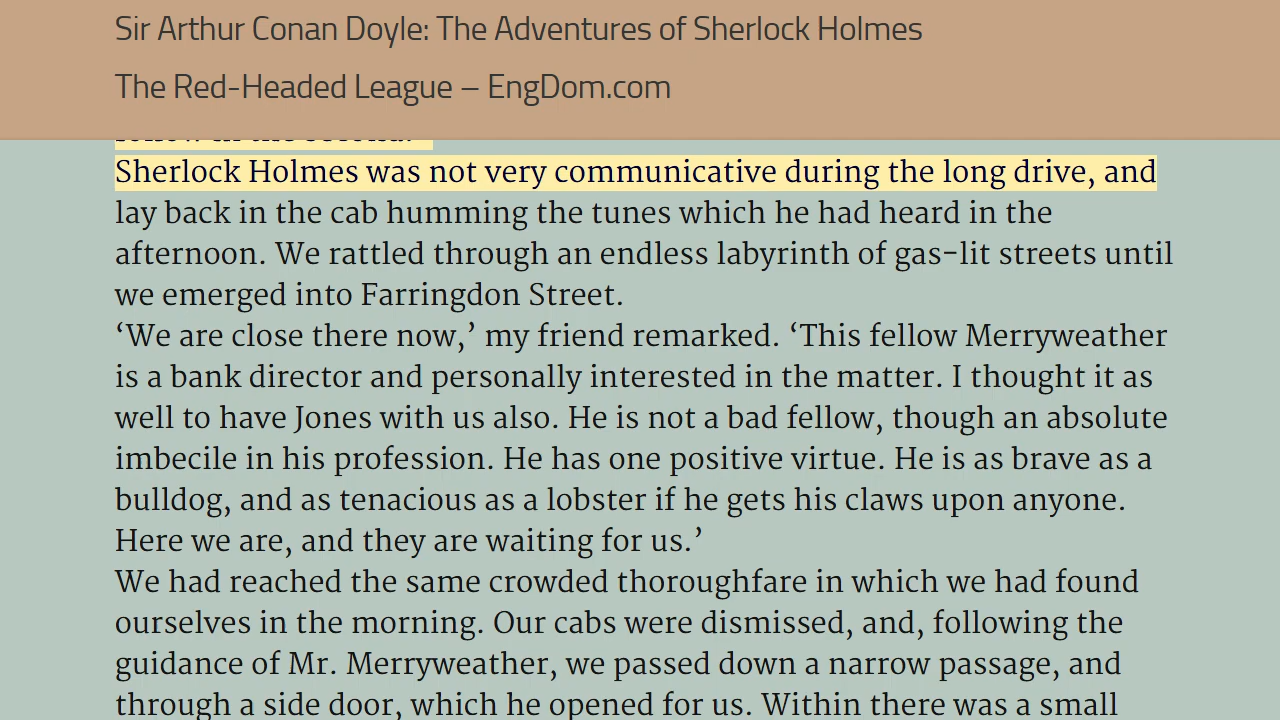 Sir Arthur Conan Doyle: The Adventures of Sherlock Holmes
The Red-Headed League – EngDom.com
Sherlock Holmes was not very communicative during the long drive, and
lay back in the cab humming the tunes which he had heard in the
afternoon. We rattled through an endless labyrinth of gas-lit streets until
we emerged into Farringdon Street.
‘We are close there now,’ my friend remarked. ‘This fellow Merryweather
is a bank director and personally interested in the matter. I thought it as
well to have Jones with us also. He is not a bad fellow, though an absolute
imbecile in his profession. He has one positive virtue. He is as brave as a
bulldog, and as tenacious as a lobster if he gets his claws upon anyone.
Here we are, and they are waiting for us.’
We had reached the same crowded thoroughfare in which we had found
ourselves in the morning. Our cabs were dismissed, and, following the
guidance of Mr. Merryweather, we passed down a narrow passage, and
through a side door, which he opened for us. Within there was a small